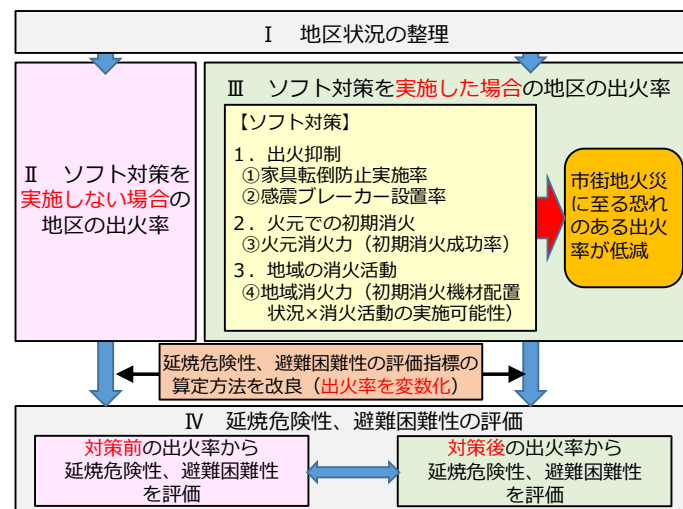 Ⅰ 地区状況の整理
Ⅱ ソフト対策を
実施しない場合の
地区の出火率
Ⅲ ソフト対策を実施した場合の地区の出火率
【ソフト対策】
1．出火抑制
①家具転倒防止実施率
②感震ブレーカー設置率
2．火元での初期消火
③火元消火力（初期消火成功率）
3．地域の消火活動
④地域消火力（初期消火機材配置
状況×消火活動の実施可能性）
市街地火災
に至る恐れ
のある出火
率が低減
延焼危険性、避難困難性の評価指標の
算定方法を改良（出火率を変数化）
Ⅳ 延焼危険性、避難困難性の評価
対策前の出火率から
延焼危険性、避難困難性
を評価
対策後の出火率から
延焼危険性、避難困難性
を評価